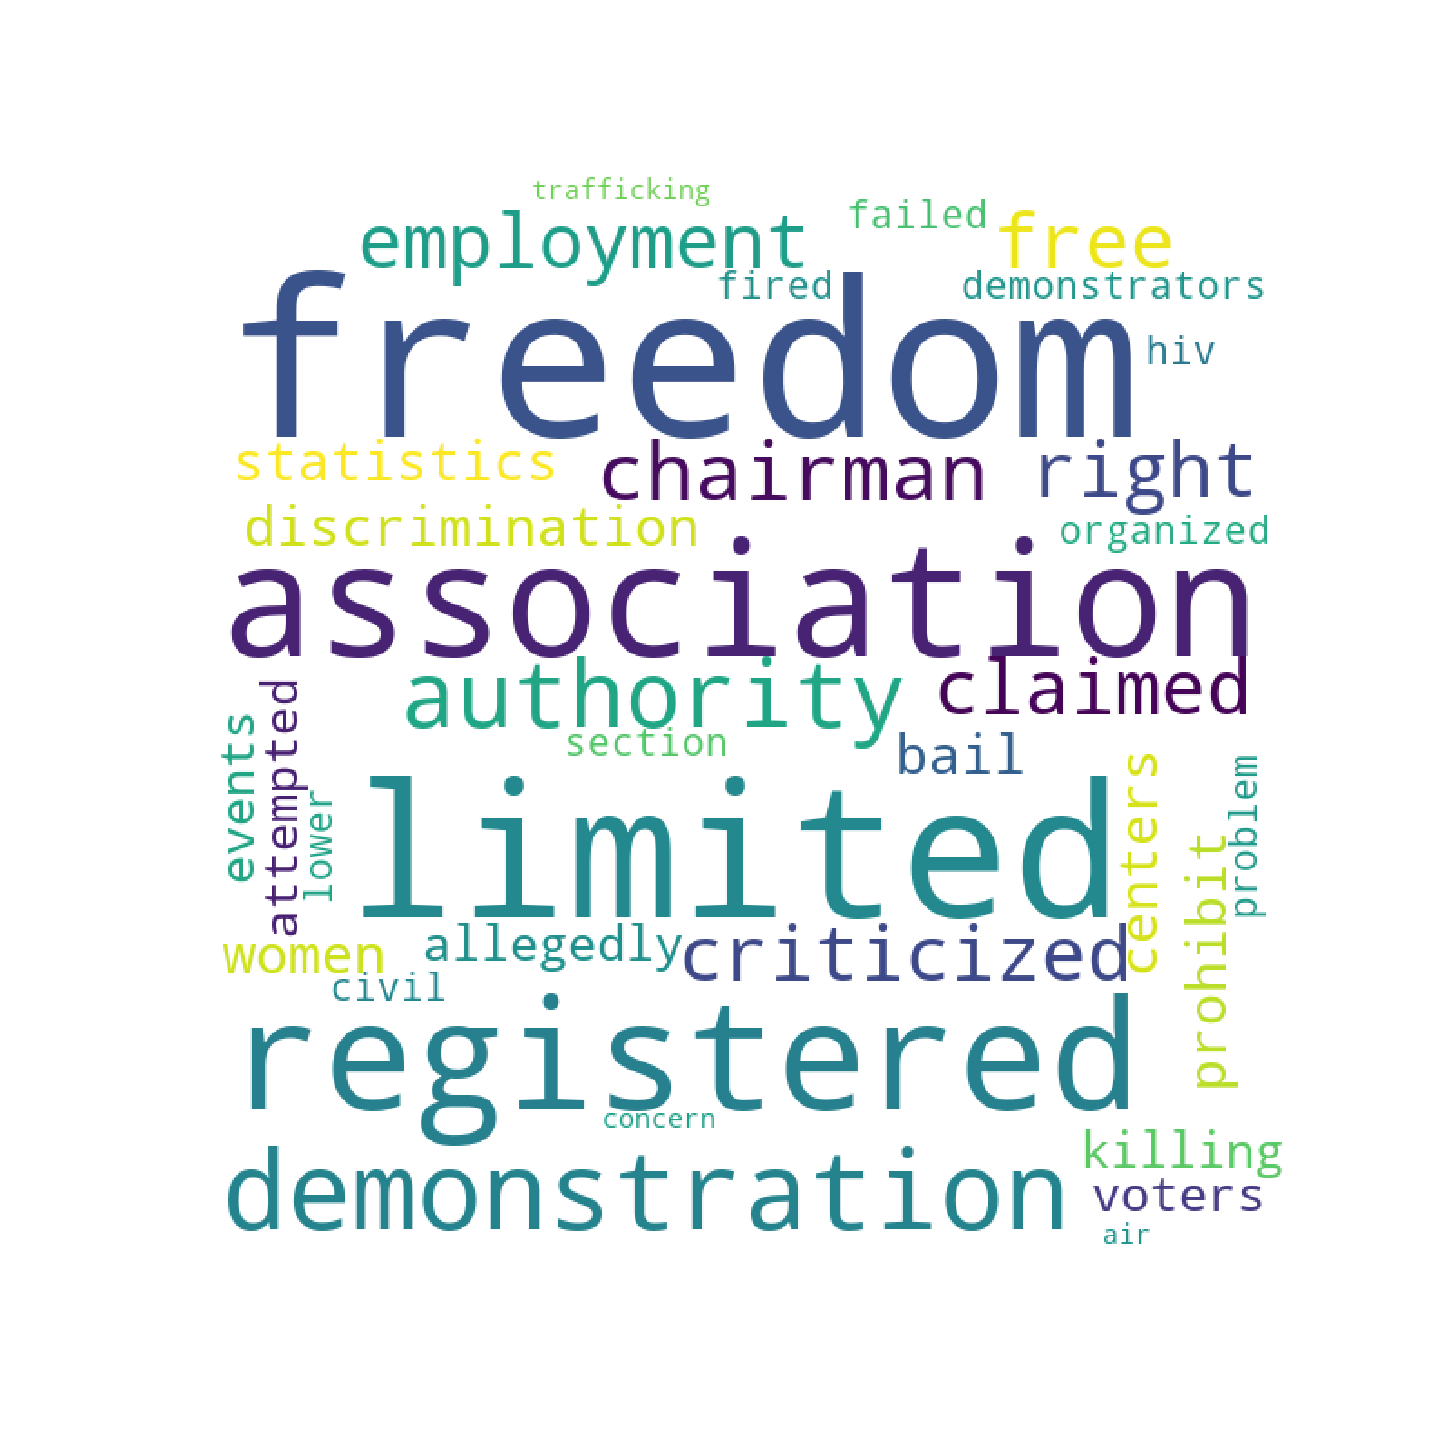 trafficking
employment
failed
free
fired
demonstrators
freedom
hiv
statistics
chairman
right
discrimination
organized
association
authority
claimed
section
bail
events
attempted
lower
limited
centers
prohibit
problem
women
allegedly
criticized
civil
registered
concern
demonstration
killing
voters
air